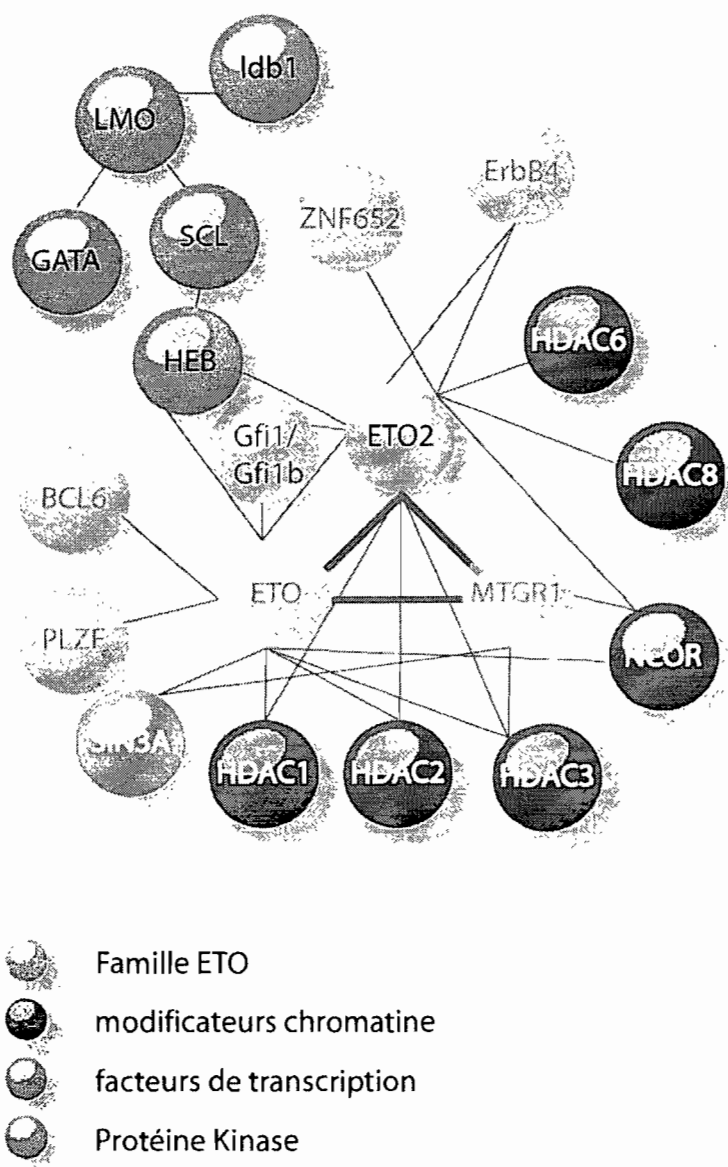 Idb1
LMO
ErbB4
ZNF652
SCL
GATA
HDAC6
HEB
Gfi1/
Gfi1b
ETO2
HDAC8
BCL6
ETO
MTGR1
PLZF
NCOR
SIN3A
HDAC1
HDAC2
HDAC3
Famille ETO
modificateurs chromatine
facteurs de transcription
Protéine Kinase